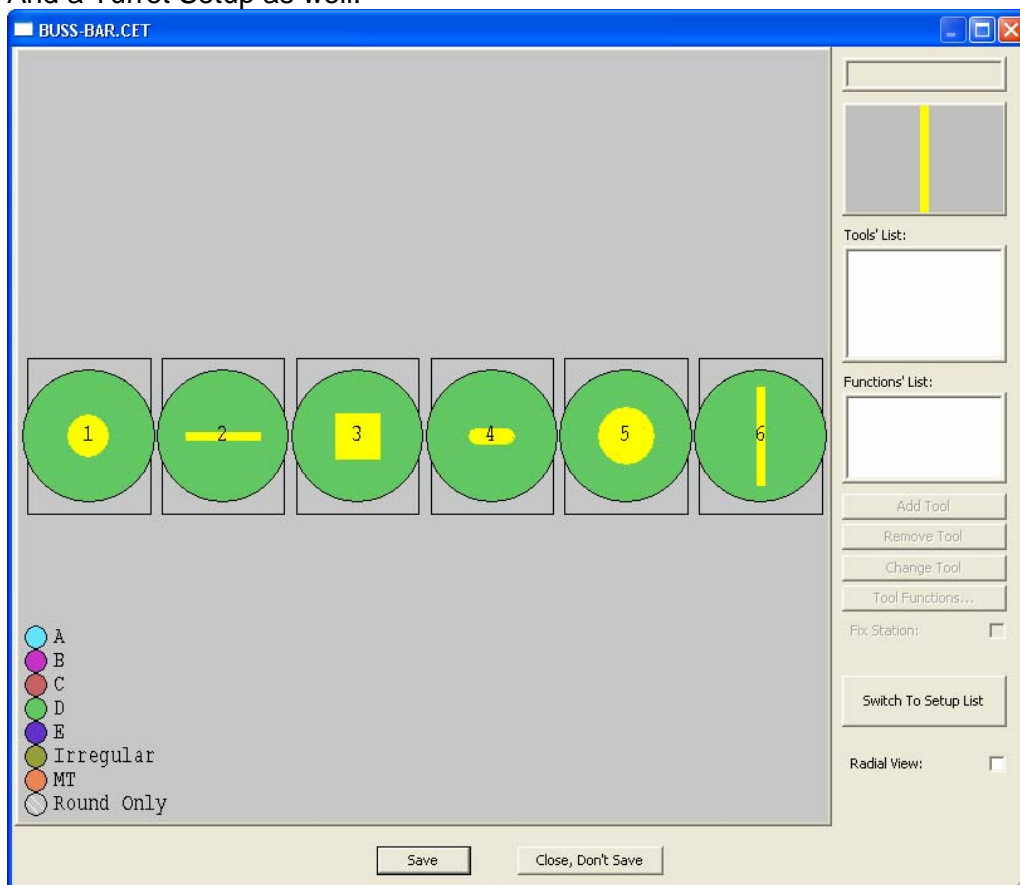 And a Turret Setup as well.
BUSS-BAR.CET
Tools' List:
Functions' List:
1 2 3 4 5 6
Add Tool
Remove Tool
Change Tool
Tool Functions...
Fix Station:
A
B
C
D
E
Irregular
MT
Round Only
Switch To Setup List
Radial View:
Save
Close, Don't Save